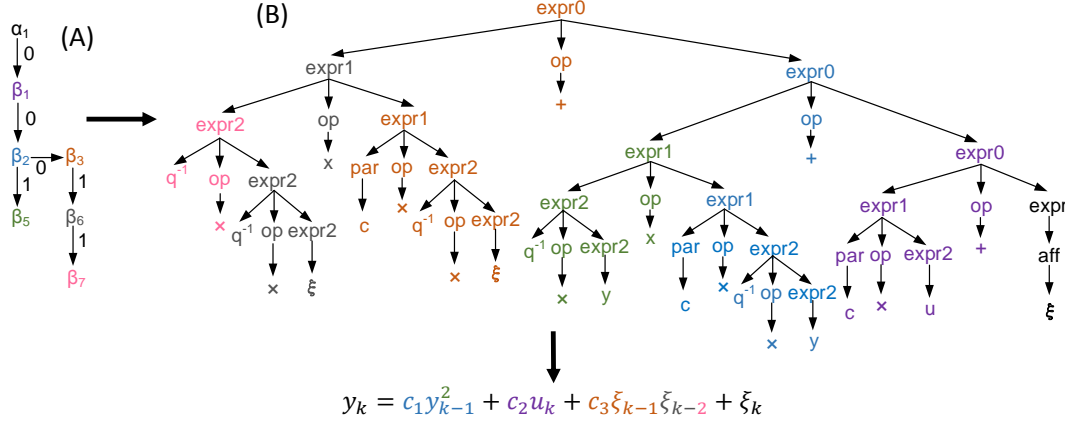 (A)
α₁
0
β₁
0
β₂ 0 β₃
1 1
β₅ β₆
1
β₇
(B)
expr0
expr1 op expr0
+
expr2 op expr1 expr1 op expr0
x +
q⁻¹ op expr2 par op expr2 expr2 op expr1 expr1 op expr
× q⁻¹ op expr2 c × q⁻¹ op expr2 q⁻¹ op expr2 x par op expr2 par op expr2 + aff
× ξ × ξ × y c × q⁻¹ op expr2 c × u ξ
× y
yₖ = c₁y²ₖ₋₁ + c₂uₖ + c₃ξₖ₋₁ξₖ₋₂ + ξₖ